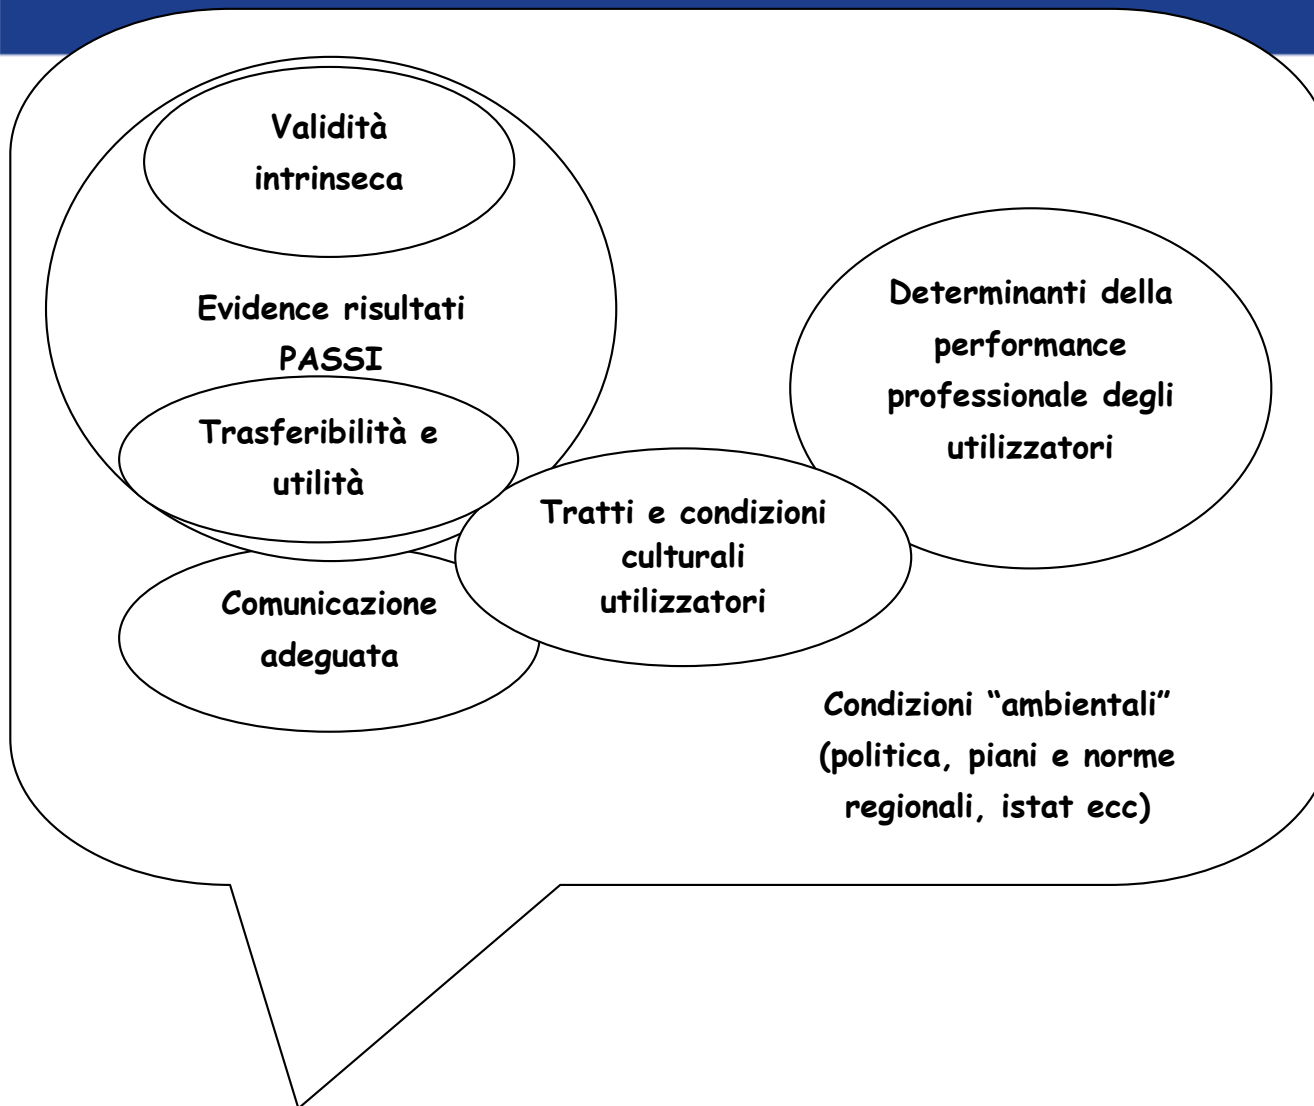 Validità
intrinseca
Evidence risultati
PASSI
Trasferibilità e
utilità
Comunicazione
adeguata
Tratti e condizioni
culturali
utilizzatori
Determinanti della
performance
professionale degli
utilizzatori
Condizioni “ambientali”
(politica, piani e norme
regionali, istat ecc)